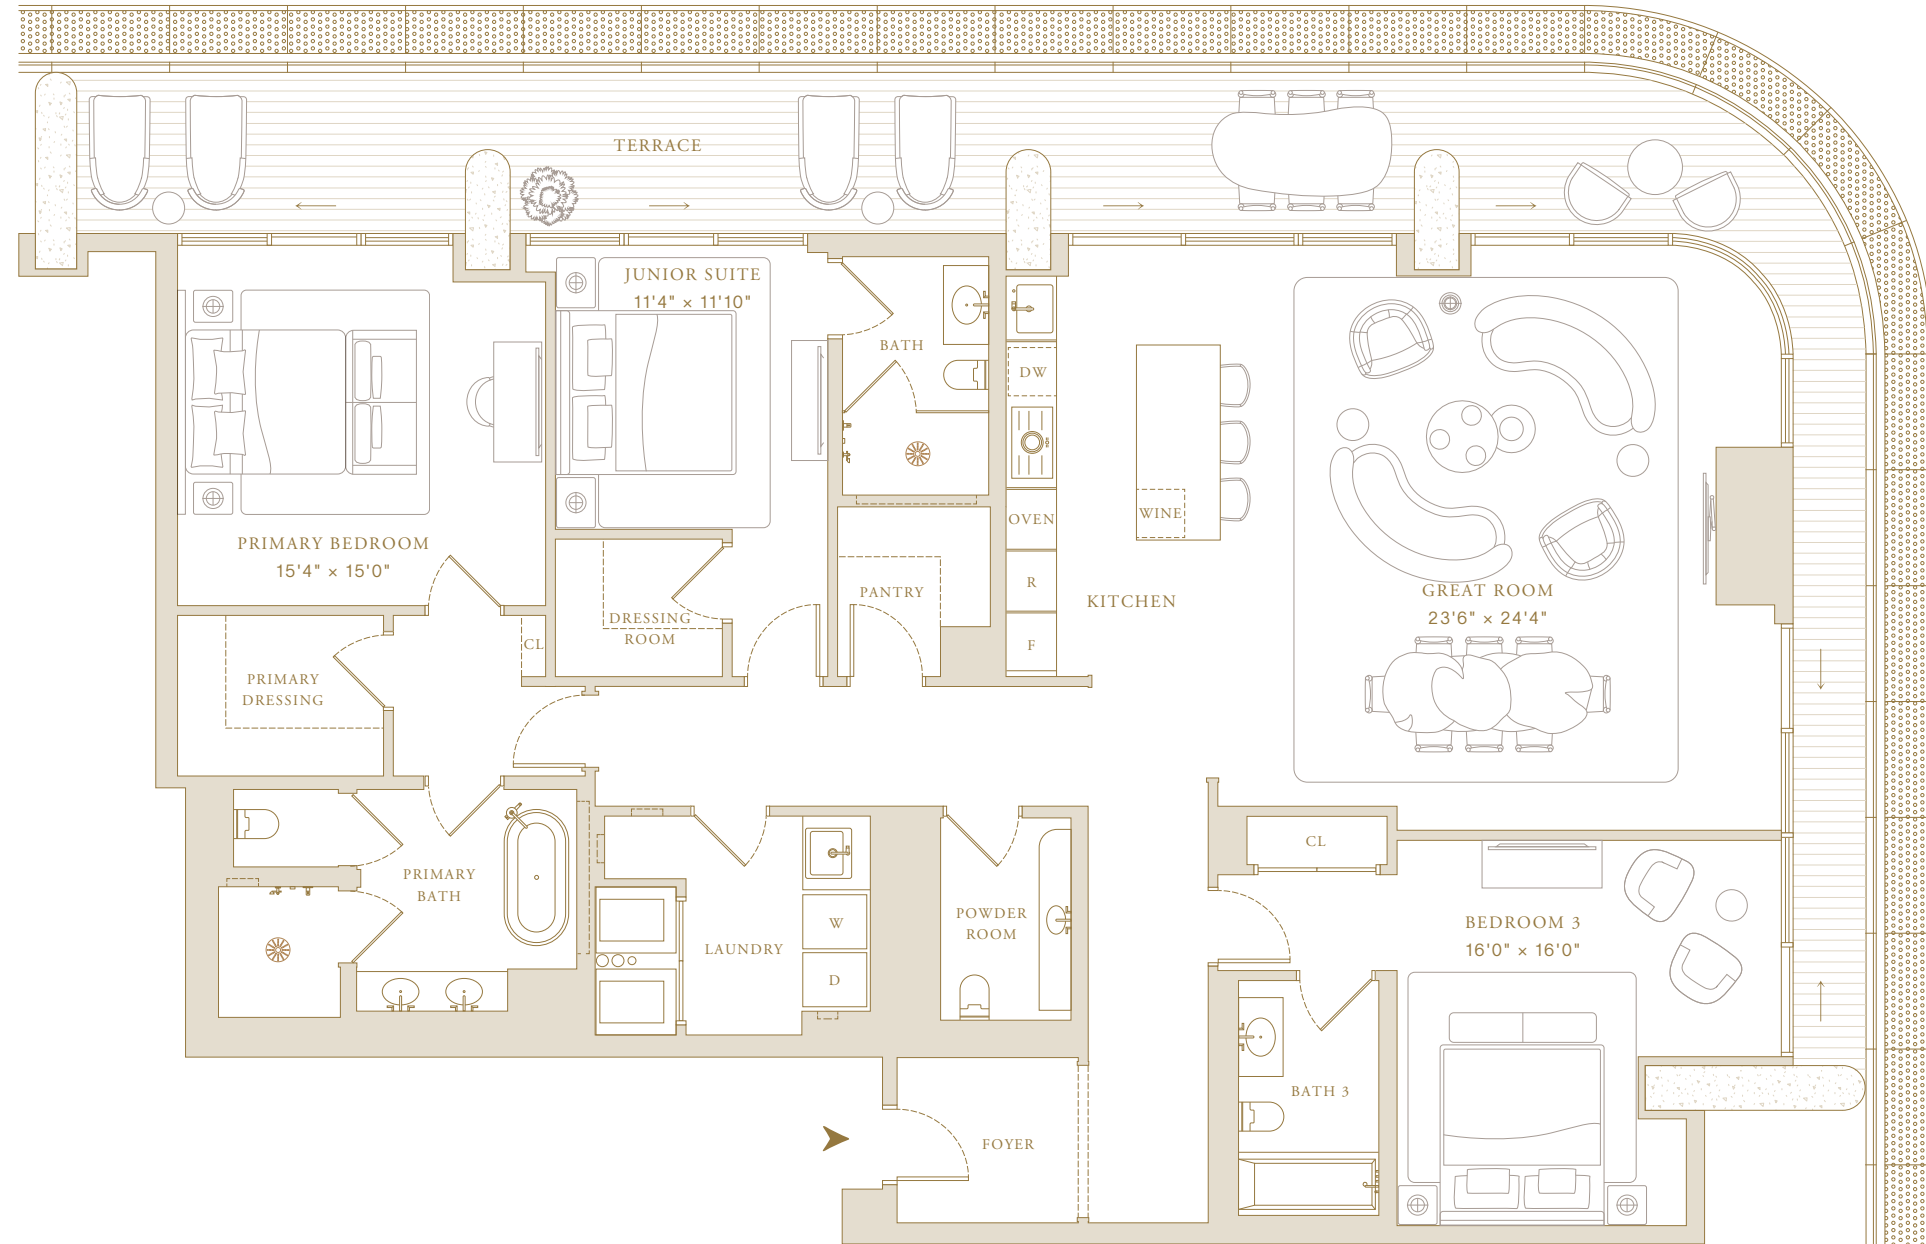 TERRACE
JUNIOR SUITE
11'4" × 11'10"
BATH
DW
WINE
OVEN
PRIMARY BEDROOM
15'4" × 15'0"
R
PANTRY
KITCHEN
GREAT ROOM
23'6" × 24'4"
DRESSING
ROOM
CL
F
PRIMARY
DRESSING
CL
PRIMARY
BATH
POWDER
ROOM
W
LAUNDRY
D
BEDROOM 3
16'0" × 16'0"
BATH 3
FOYER